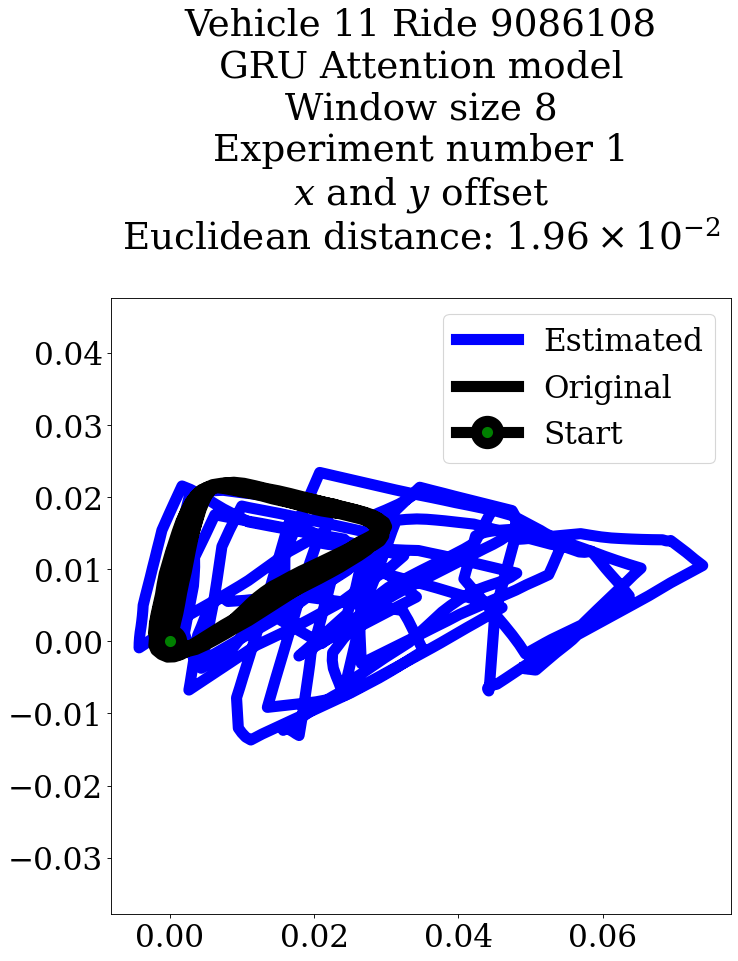 Vehicle 11 Ride 9086108
GRU Attention model
Window size 8
Experiment number 1
x and y offset
Euclidean distance: 1.96 × 10⁻²
Estimated
Original
Start
0.04
0.03
0.02
0.01
0.00
−0.01
−0.02
−0.03
0.00 0.02 0.04 0.06